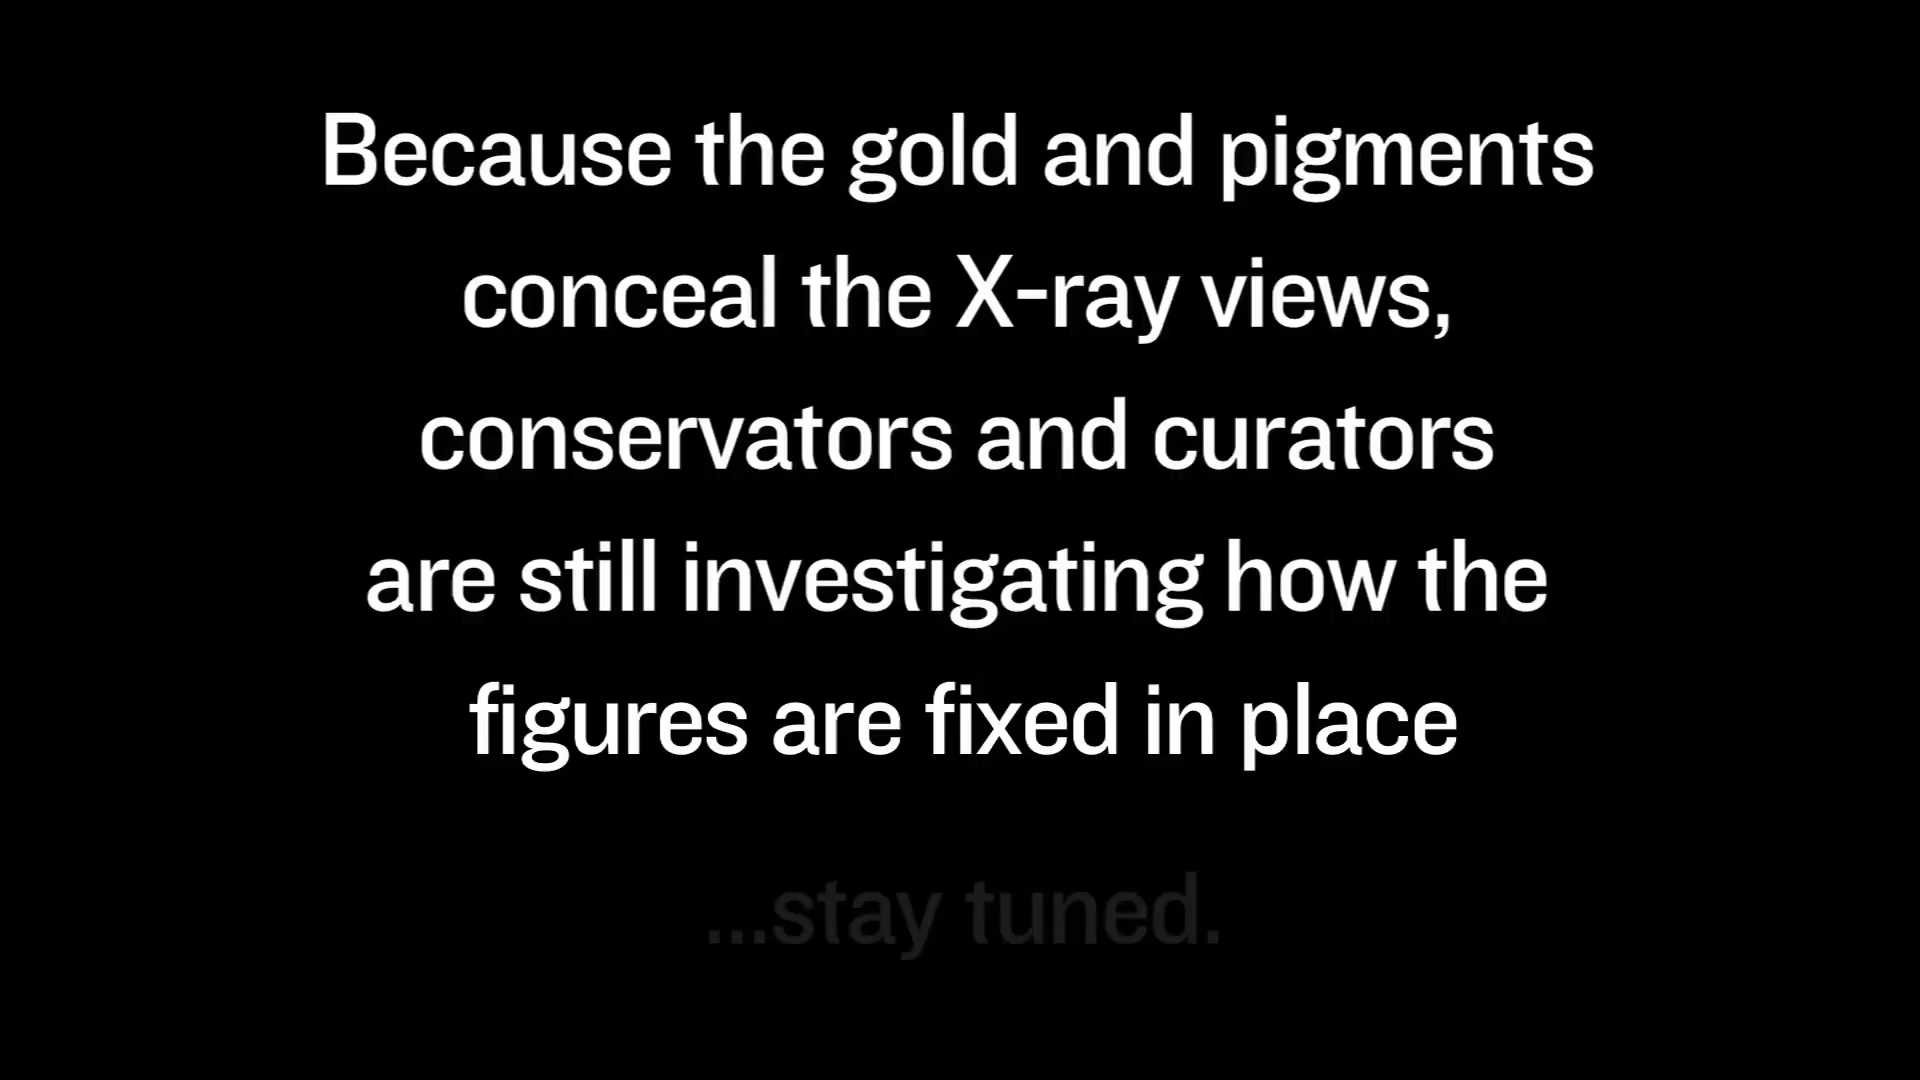 Because the gold and pigments
conceal the X-ray views,
conservators and curators
are still investigating how the
figures are fixed in place
...stay tuned.